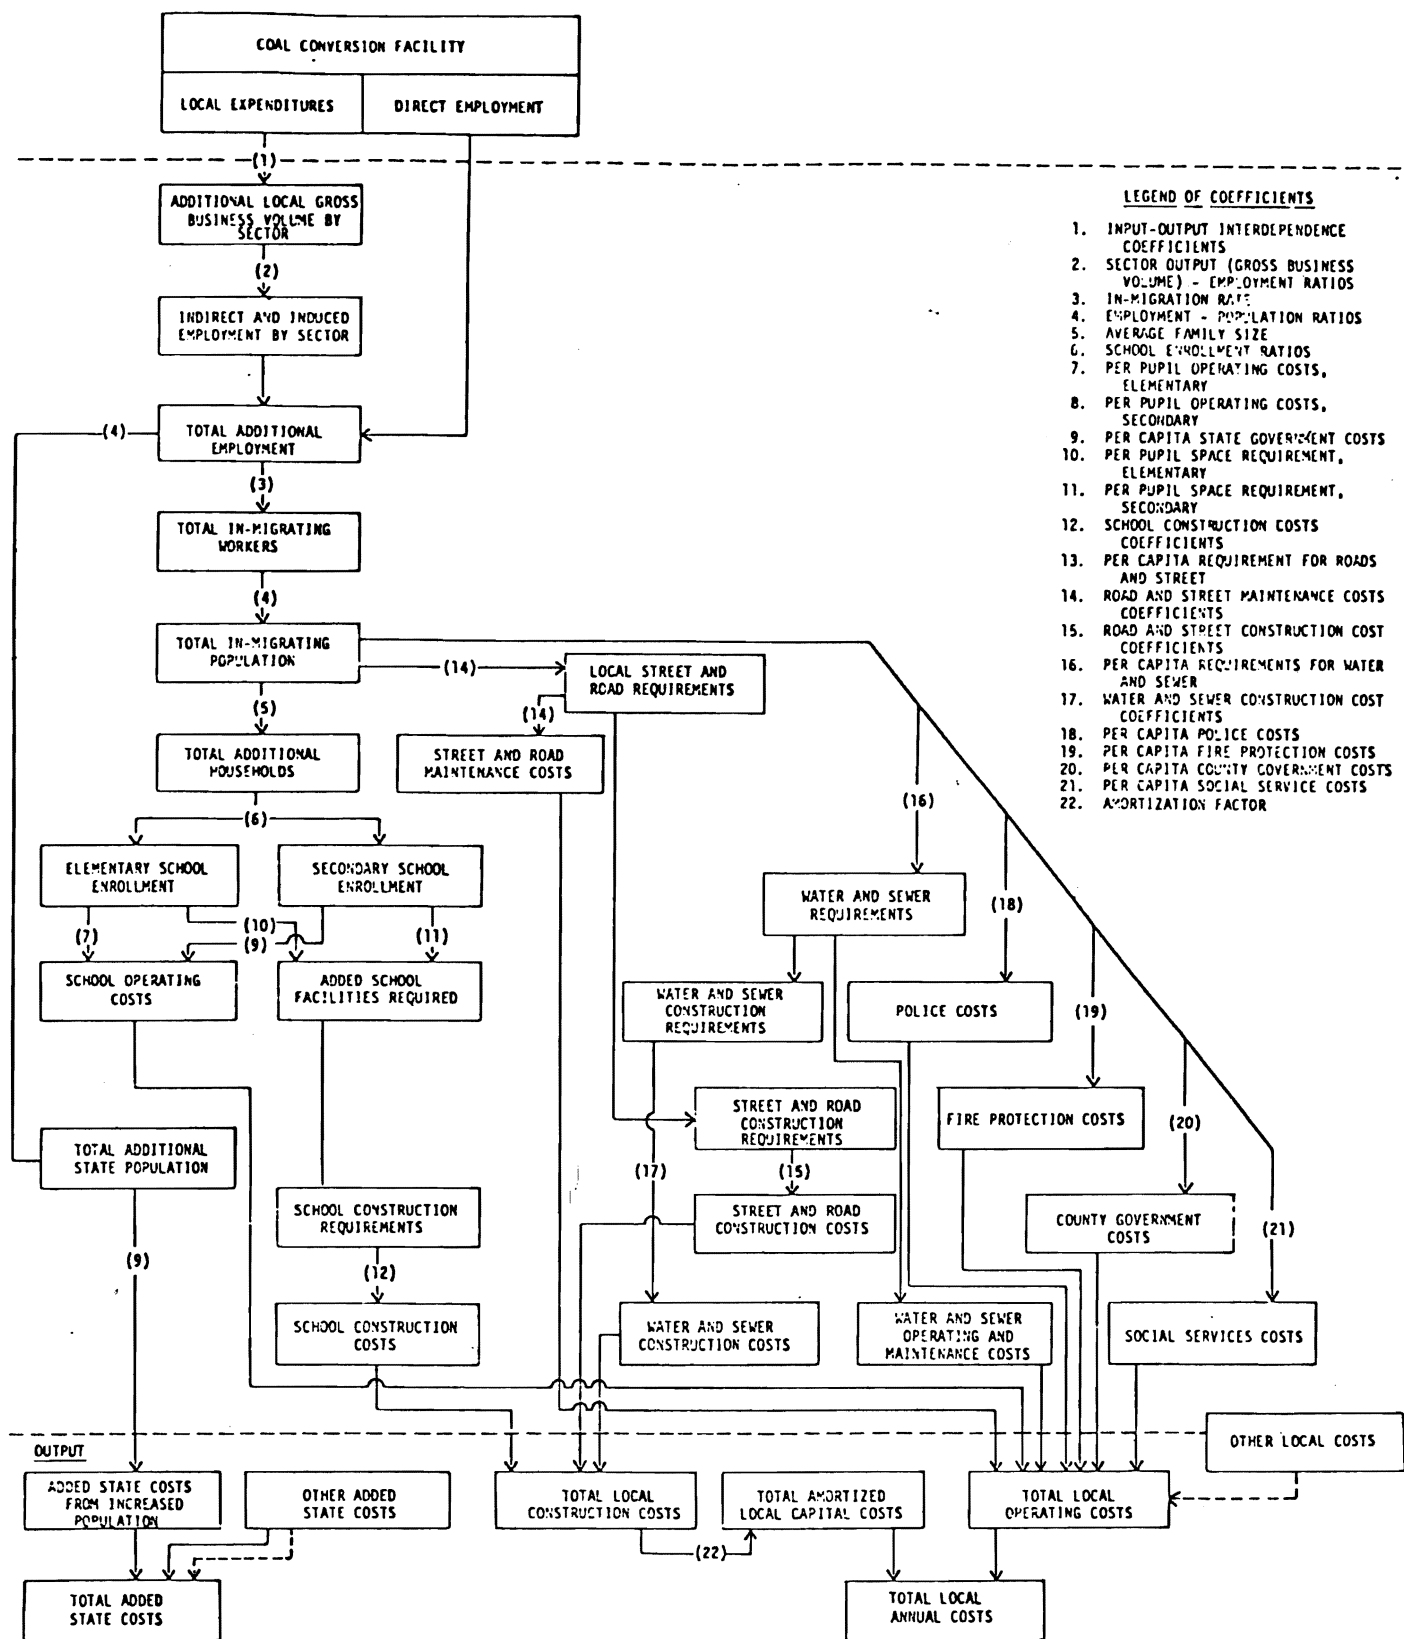 COAL CONVERSION FACILITY
LOCAL EXPENDITURES
DIRECT EMPLOYMENT
(1)
ADDITIONAL LOCAL GROSS
BUSINESS VOLUME BY
SECTOR
(2)
INDIRECT AND INDUCED
EMPLOYMENT BY SECTOR
(4)
TOTAL ADDITIONAL
EMPLOYMENT
(3)
TOTAL IN-MIGRATING
WORKERS
(4)
TOTAL IN-MIGRATING
POPULATION
(14)
LOCAL STREET AND
ROAD REQUIREMENTS
(5)
(14)
TOTAL ADDITIONAL
HOUSEHOLDS
STREET AND ROAD
MAINTENANCE COSTS
(6)
ELEMENTARY SCHOOL
ENROLLMENT
SECONDARY SCHOOL
ENROLLMENT
(7)
(10)
(9)
(11)
SCHOOL OPERATING
COSTS
ADDED SCHOOL
FACILITIES REQUIRED
LEGEND OF COEFFICIENTS
1. INPUT-OUTPUT INTERDEPENDENCE
COEFFICIENTS
2. SECTOR OUTPUT (GROSS BUSINESS
VOLUME) - EMPLOYMENT RATIOS
3. IN-MIGRATION RATE
4. EMPLOYMENT - POPULATION RATIOS
5. AVERAGE FAMILY SIZE
6. SCHOOL ENROLLMENT RATIOS
7. PER PUPIL OPERATING COSTS,
ELEMENTARY
8. PER PUPIL OPERATING COSTS,
SECONDARY
9. PER CAPITA STATE GOVERNMENT COSTS
10. PER PUPIL SPACE REQUIREMENT,
ELEMENTARY
11. PER PUPIL SPACE REQUIREMENT,
SECONDARY
12. SCHOOL CONSTRUCTION COSTS
COEFFICIENTS
13. PER CAPITA REQUIREMENT FOR ROADS
AND STREET
14. ROAD AND STREET MAINTENANCE COSTS
COEFFICIENTS
15. ROAD AND STREET CONSTRUCTION COST
COEFFICIENTS
16. PER CAPITA REQUIREMENTS FOR WATER
AND SEWER
17. WATER AND SEWER CONSTRUCTION COST
COEFFICIENTS
18. PER CAPITA POLICE COSTS
19. PER CAPITA FIRE PROTECTION COSTS
20. PER CAPITA COUNTY GOVERNMENT COSTS
21. PER CAPITA SOCIAL SERVICE COSTS
22. AMORTIZATION FACTOR
(16)
WATER AND SEWER
REQUIREMENTS
(18)
WATER AND SEWER
CONSTRUCTION
REQUIREMENTS
POLICE COSTS
(19)
STREET AND ROAD
CONSTRUCTION
REQUIREMENTS
FIRE PROTECTION COSTS
(20)
TOTAL ADDITIONAL
STATE POPULATION
(17)
(15)
SCHOOL CONSTRUCTION
REQUIREMENTS
STREET AND ROAD
CONSTRUCTION COSTS
COUNTY GOVERNMENT
COSTS
(21)
(9)
(12)
SCHOOL CONSTRUCTION
COSTS
WATER AND SEWER
CONSTRUCTION COSTS
WATER AND SEWER
OPERATING AND
MAINTENANCE COSTS
SOCIAL SERVICES COSTS
OUTPUT
OTHER LOCAL COSTS
ADDED STATE COSTS
FROM INCREASED
POPULATION
OTHER ADDED
STATE COSTS
TOTAL LOCAL
CONSTRUCTION COSTS
TOTAL AMORTIZED
LOCAL CAPITAL COSTS
TOTAL LOCAL
OPERATING COSTS
(22)
TOTAL ADDED
STATE COSTS
TOTAL LOCAL
ANNUAL COSTS